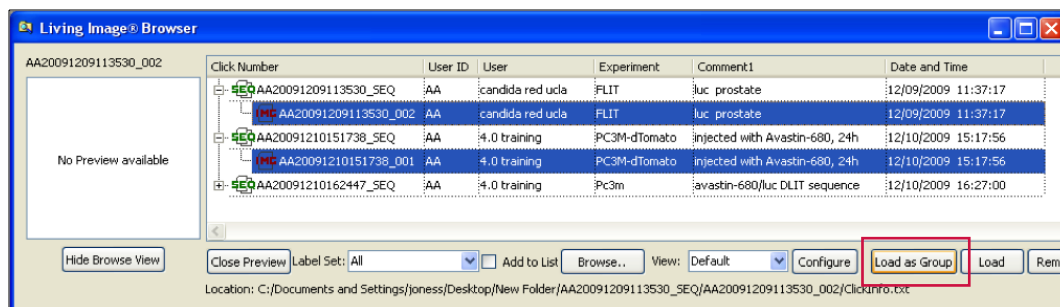 Living Image® Browser
AA20091209113530_002
Click Number User ID User Experiment Comment1 Date and Time
SEQ AA20091209113530_SEQ AA candida red ucla FLIT luc prostate 12/09/2009 11:37:17
IMG AA20091209113530_002 AA candida red ucla FLIT luc prostate 12/09/2009 11:37:17
SEQ AA20091210151738_SEQ AA 4.0 training PC3M-dTomato injected with Avastin-680, 24h 12/10/2009 15:17:56
IMG AA20091210151738_001 AA 4.0 training PC3M-dTomato injected with Avastin-680, 24h 12/10/2009 15:17:56
SEQ AA20091210162447_SEQ AA 4.0 training Pc3m avastin-680/luc DLIT sequence 12/10/2009 16:27:00
No Preview available
Hide Browse View Close Preview Label Set: All Add to List Browse.. View: Default Configure Load as Group Load Rem
Location: C:/Documents and Settings/joness/Desktop/New Folder/AA20091209113530_SEQ/AA20091209113530_002/ClickInfo.txt